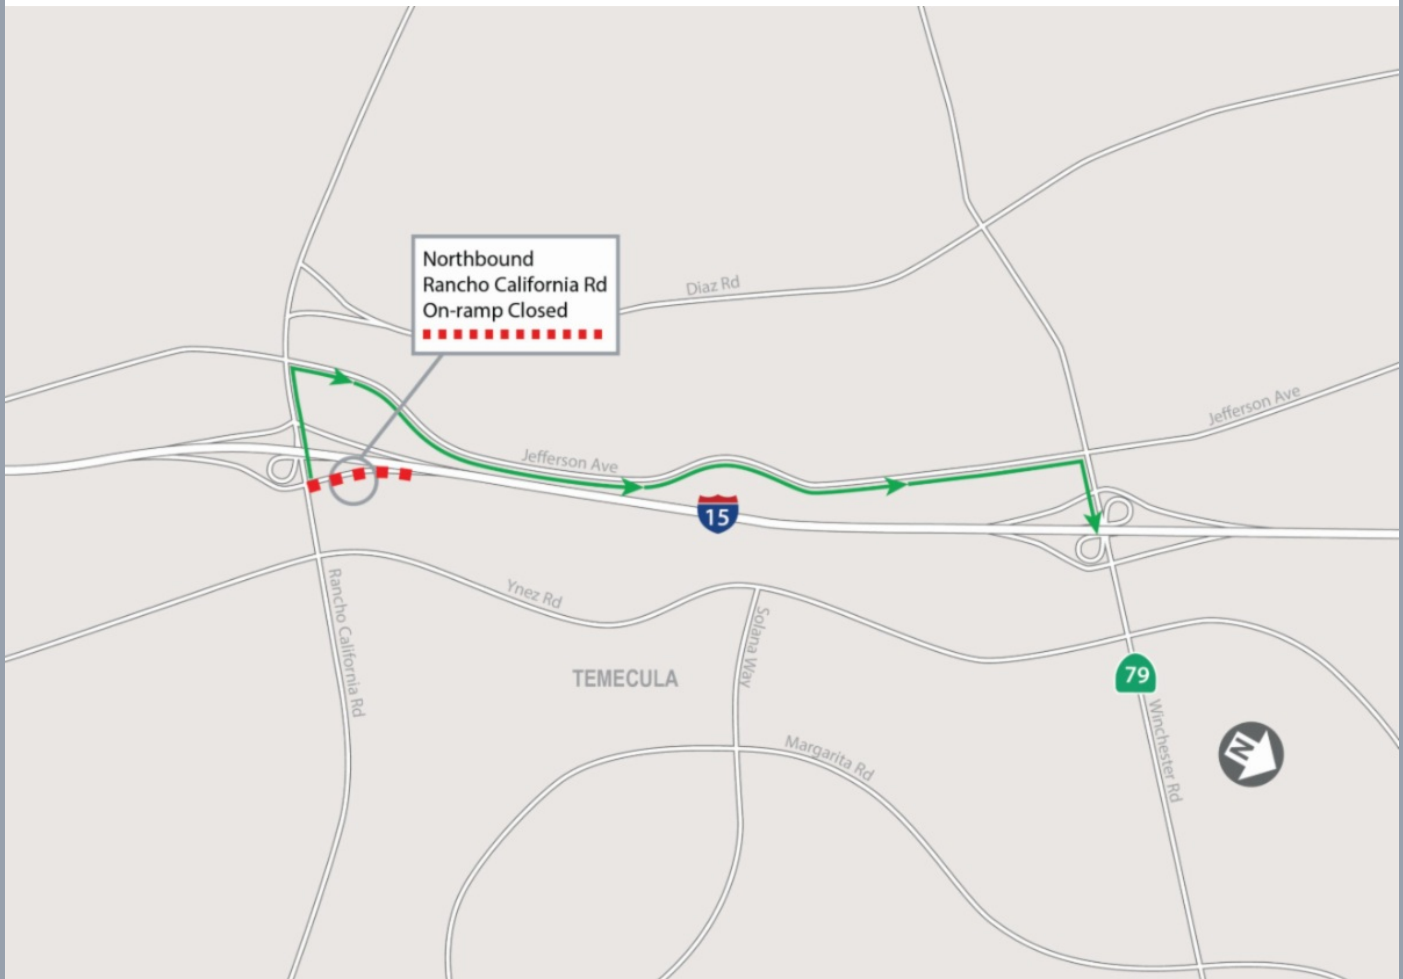 Northbound
Rancho California Rd
On-ramp Closed
Diaz Rd
Jefferson Ave
Jefferson Ave
15
Ynez Rd
Rancho California Rd
Solana Way
TEMECULA
79
Margarita Rd
Winchester Rd
N